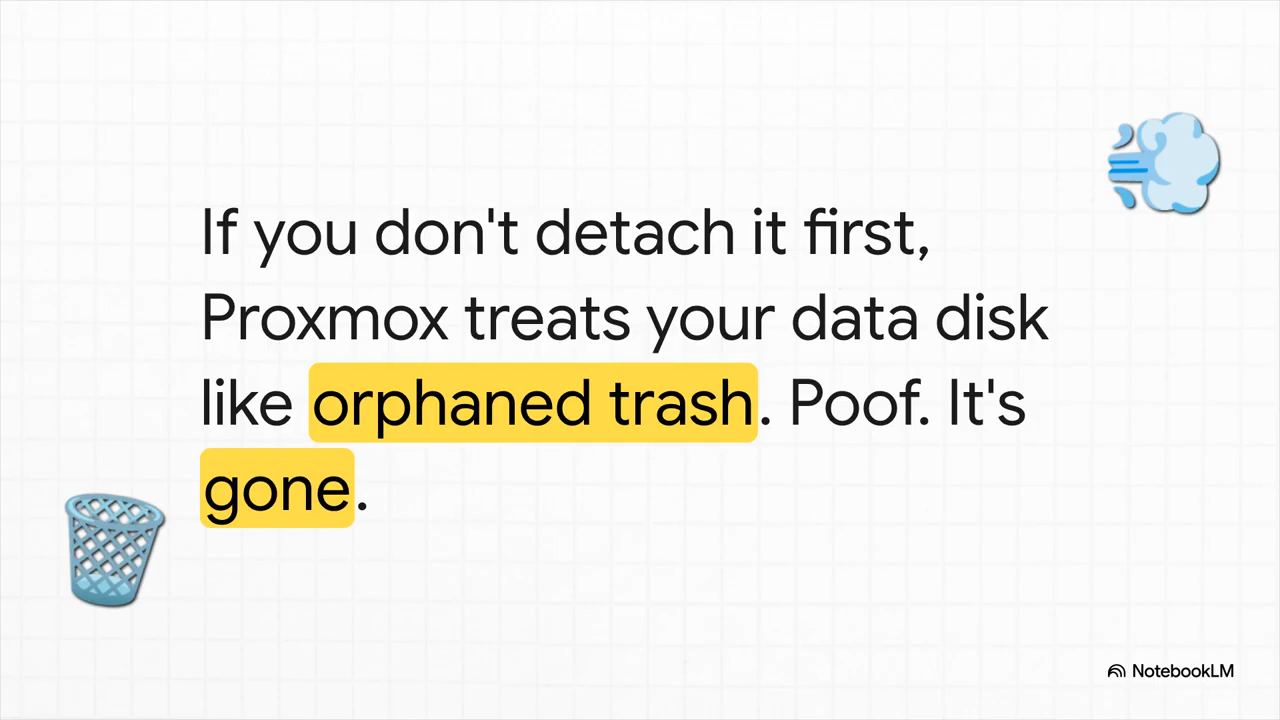 If you don't detach it first,
Proxmox treats your data disk
like orphaned trash. Poof. It's
gone.
NotebookLM